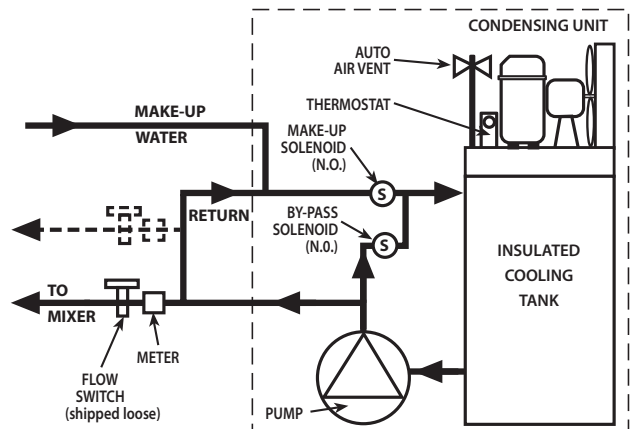 CONDENSING UNIT
AUTO
AIR VENT
THERMOSTAT
MAKE-UP
WATER
MAKE-UP
SOLENOID
(N.O.)
S
RETURN
BY-PASS
SOLENOID
(N.0.)
S
INSULATED
COOLING
TANK
TO
MIXER
METER
FLOW
SWITCH
(shipped loose)
PUMP